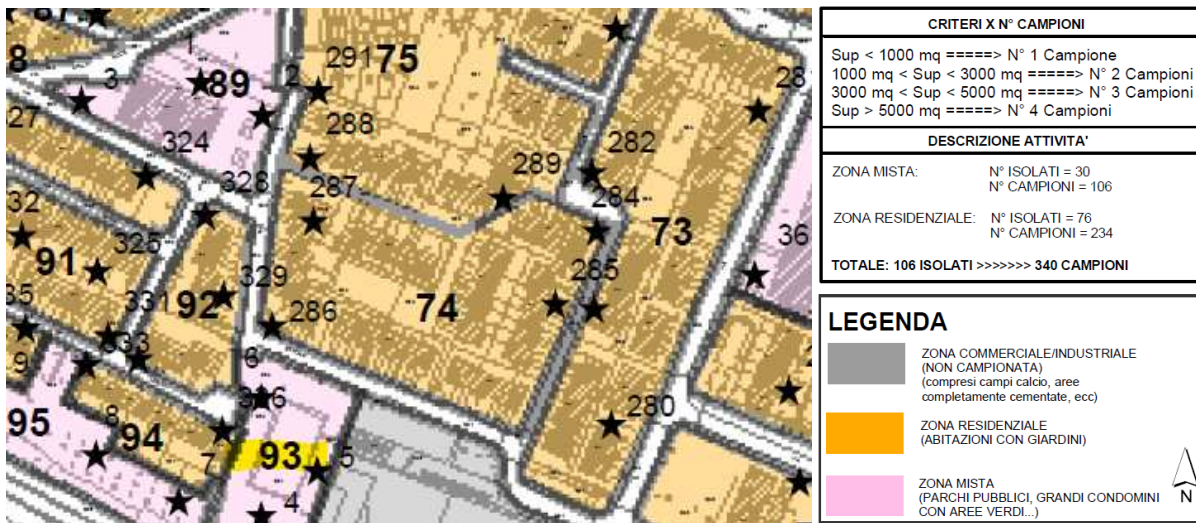 8
89
1
2
3
291
75
288
27
324
328
287
289
282
284
28
32
325
91
92
329
331
73
36
285
286
74
35
333
6
9
95
8
94
7
93
5
4
280
CRITERI X N° CAMPIONI
Sup < 1000 mq =====> N° 1 Campione
1000 mq < Sup < 3000 mq =====> N° 2 Campioni
3000 mq < Sup < 5000 mq =====> N° 3 Campioni
Sup > 5000 mq =====> N° 4 Campioni
DESCRIZIONE ATTIVITA'
ZONA MISTA: N° ISOLATI = 30
N° CAMPIONI = 106
ZONA RESIDENZIALE: N° ISOLATI = 76
N° CAMPIONI = 234
TOTALE: 106 ISOLATI >>>>>>> 340 CAMPIONI
LEGENDA
ZONA COMMERCIALE/INDUSTRIALE
(NON CAMPIONATA)
(compresi campi calcio, aree
completamente cementate, ecc)
ZONA RESIDENZIALE
(ABITAZIONI CON GIARDINI)
ZONA MISTA
(PARCHI PUBBLICI, GRANDI CONDOMINI
CON AREE VERDI...)
N